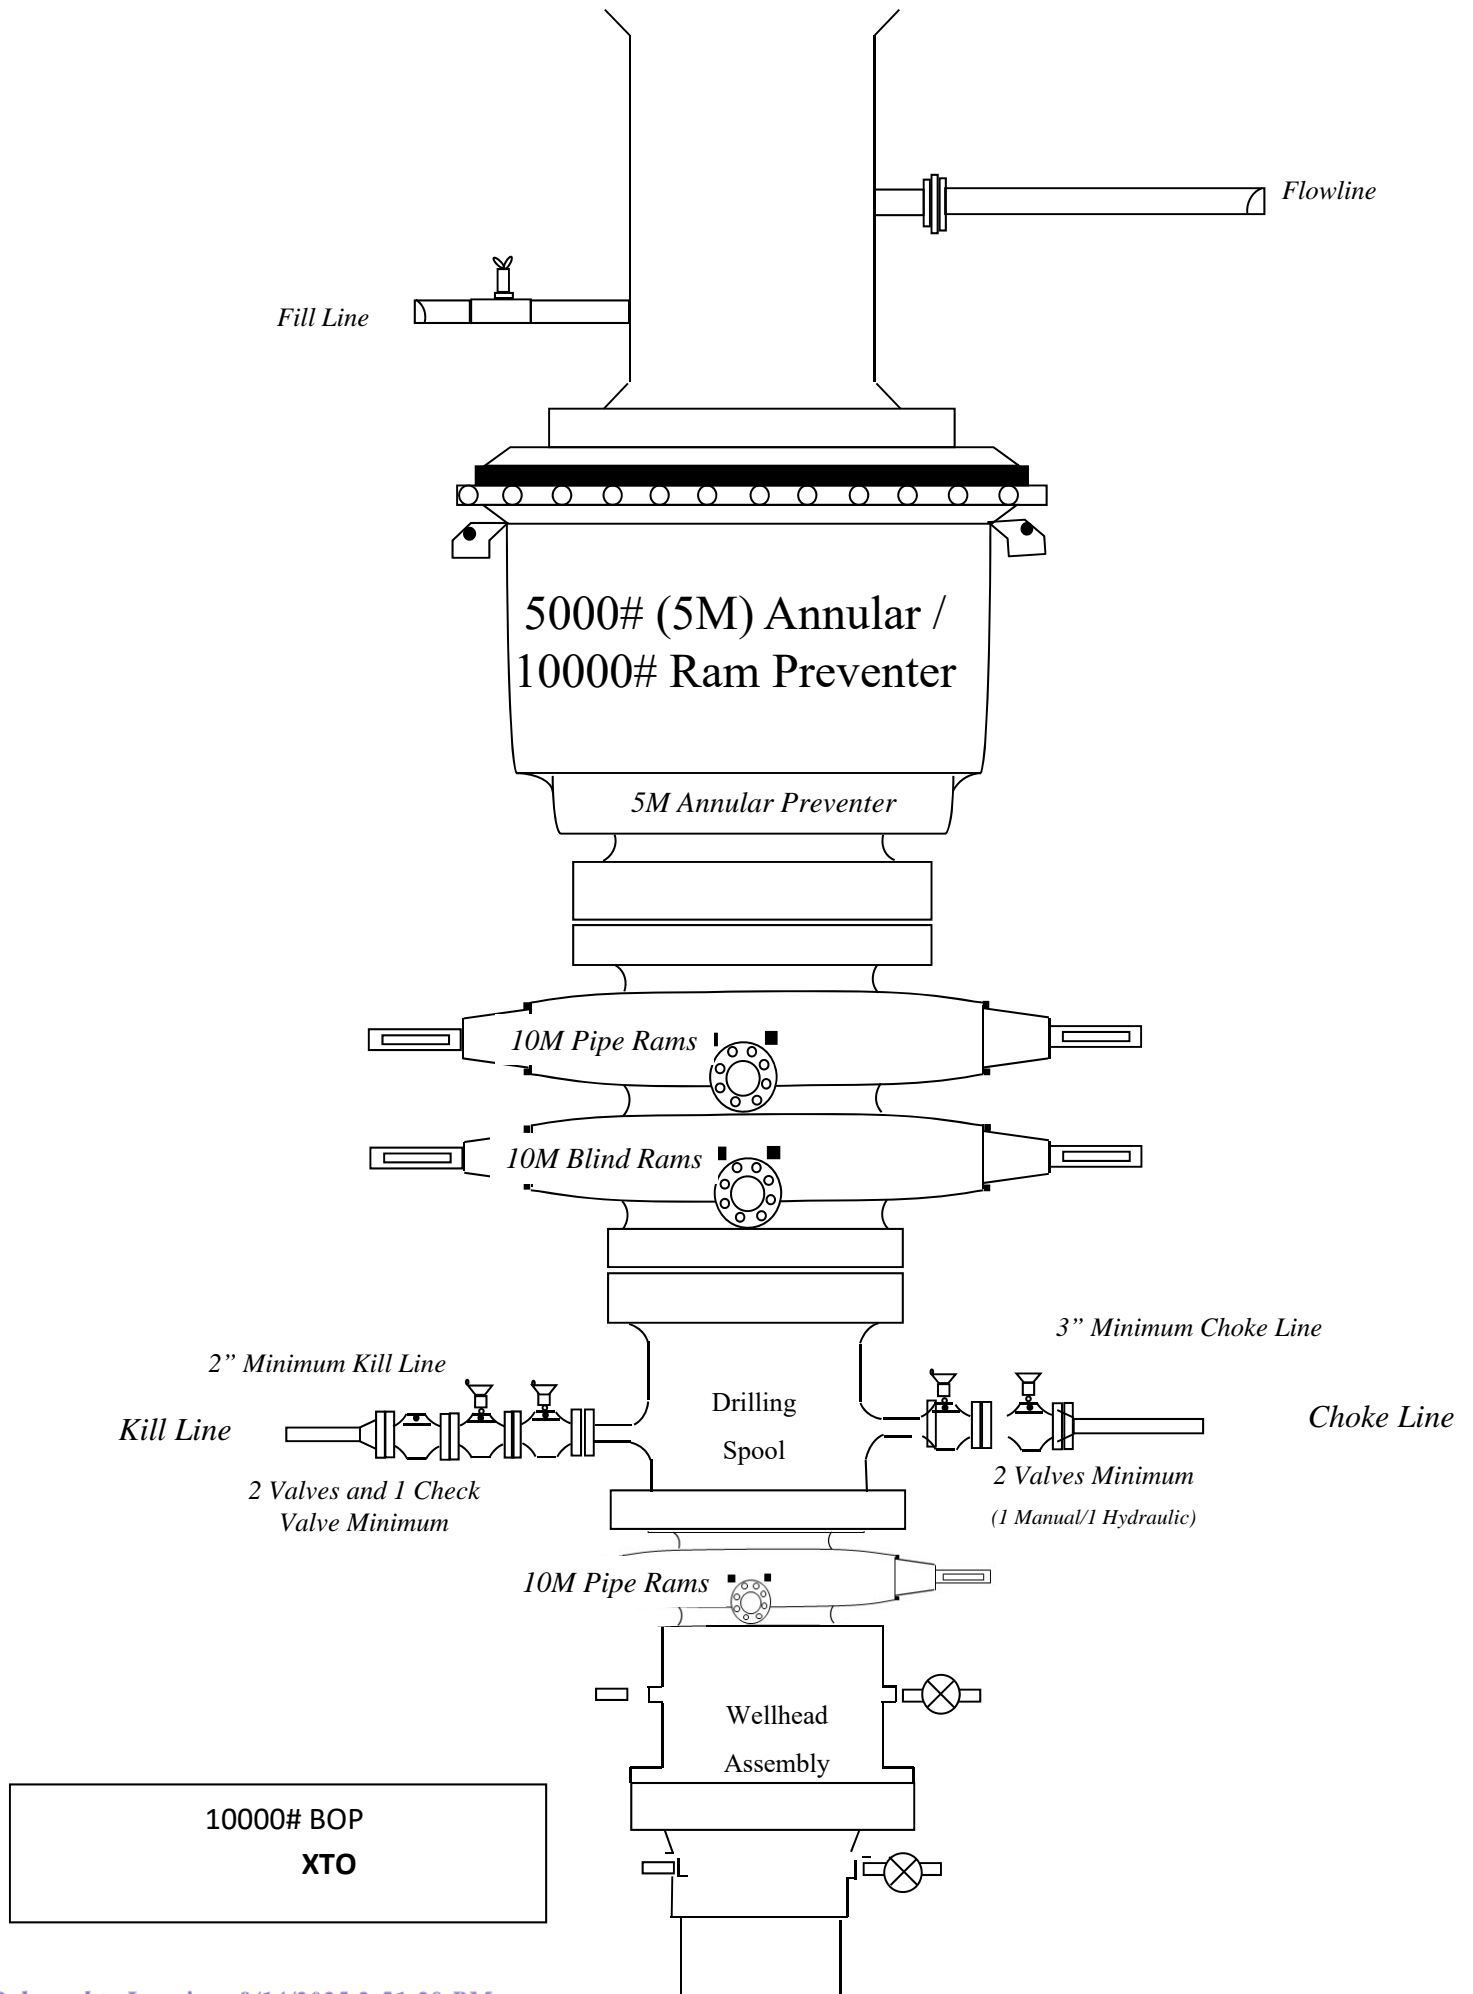 Flowline
Fill Line
5000# (5M) Annular /
10000# Ram Preventer
5M Annular Preventer
10M Pipe Rams
10M Blind Rams
3” Minimum Choke Line
2” Minimum Kill Line
Drilling
Spool
Kill Line
Choke Line
2 Valves and 1 Check
Valve Minimum
2 Valves Minimum
(1 Manual/1 Hydraulic)
10M Pipe Rams
Wellhead
Assembly
10000# BOP
XTO